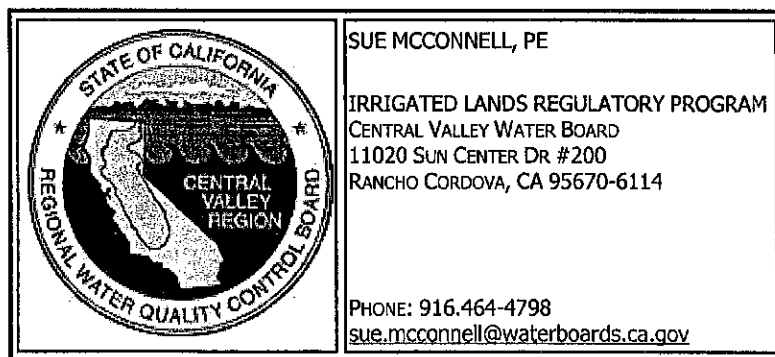 STATE OF CALIFORNIA
REGIONAL WATER QUALITY CONTROL BOARD
CENTRAL
VALLEY
REGION
SUE MCCONNELL, PE
IRRIGATED LANDS REGULATORY PROGRAM
CENTRAL VALLEY WATER BOARD
11020 SUN CENTER DR #200
RANCHO CORDOVA, CA 95670-6114
PHONE: 916.464-4798
sue.mcconnell@waterboards.ca.gov